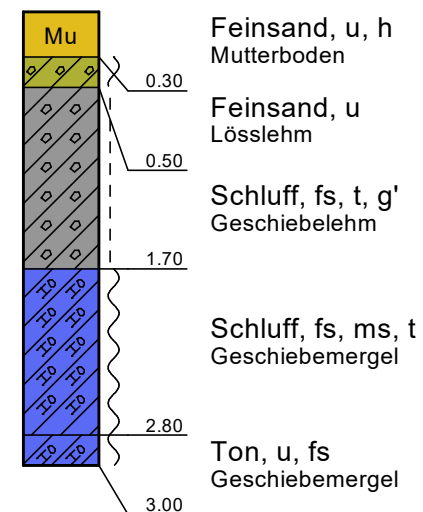 Mu
Feinsand, u, h
Mutterboden
0.30
Feinsand, u
Lösslehm
0.50
Schluff, fs, t, g'
Geschiebelehm
1.70
Schluff, fs, ms, t
Geschiebemergel
2.80
Ton, u, fs
Geschiebemergel
3.00